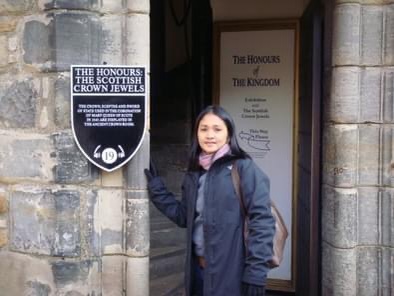 THE HONOURS:
THE SCOTTISH
CROWN JEWELS
THE CROWN, SCEPTRE AND SWORD
OF STATE USED IN THE CORONATION
OF MARY QUEEN OF SCOTS
IN 1543 ARE DISPLAYED IN
THE ANCIENT CROWN ROOM.
19
THE HONOURS
of
THE KINGDOM
Exhibition
and
The Scottish
Crown Jewels
This Way
Please